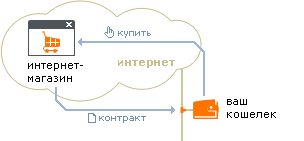 купить
интернет-
магазин
интернет
ваш
кошелек
контракт